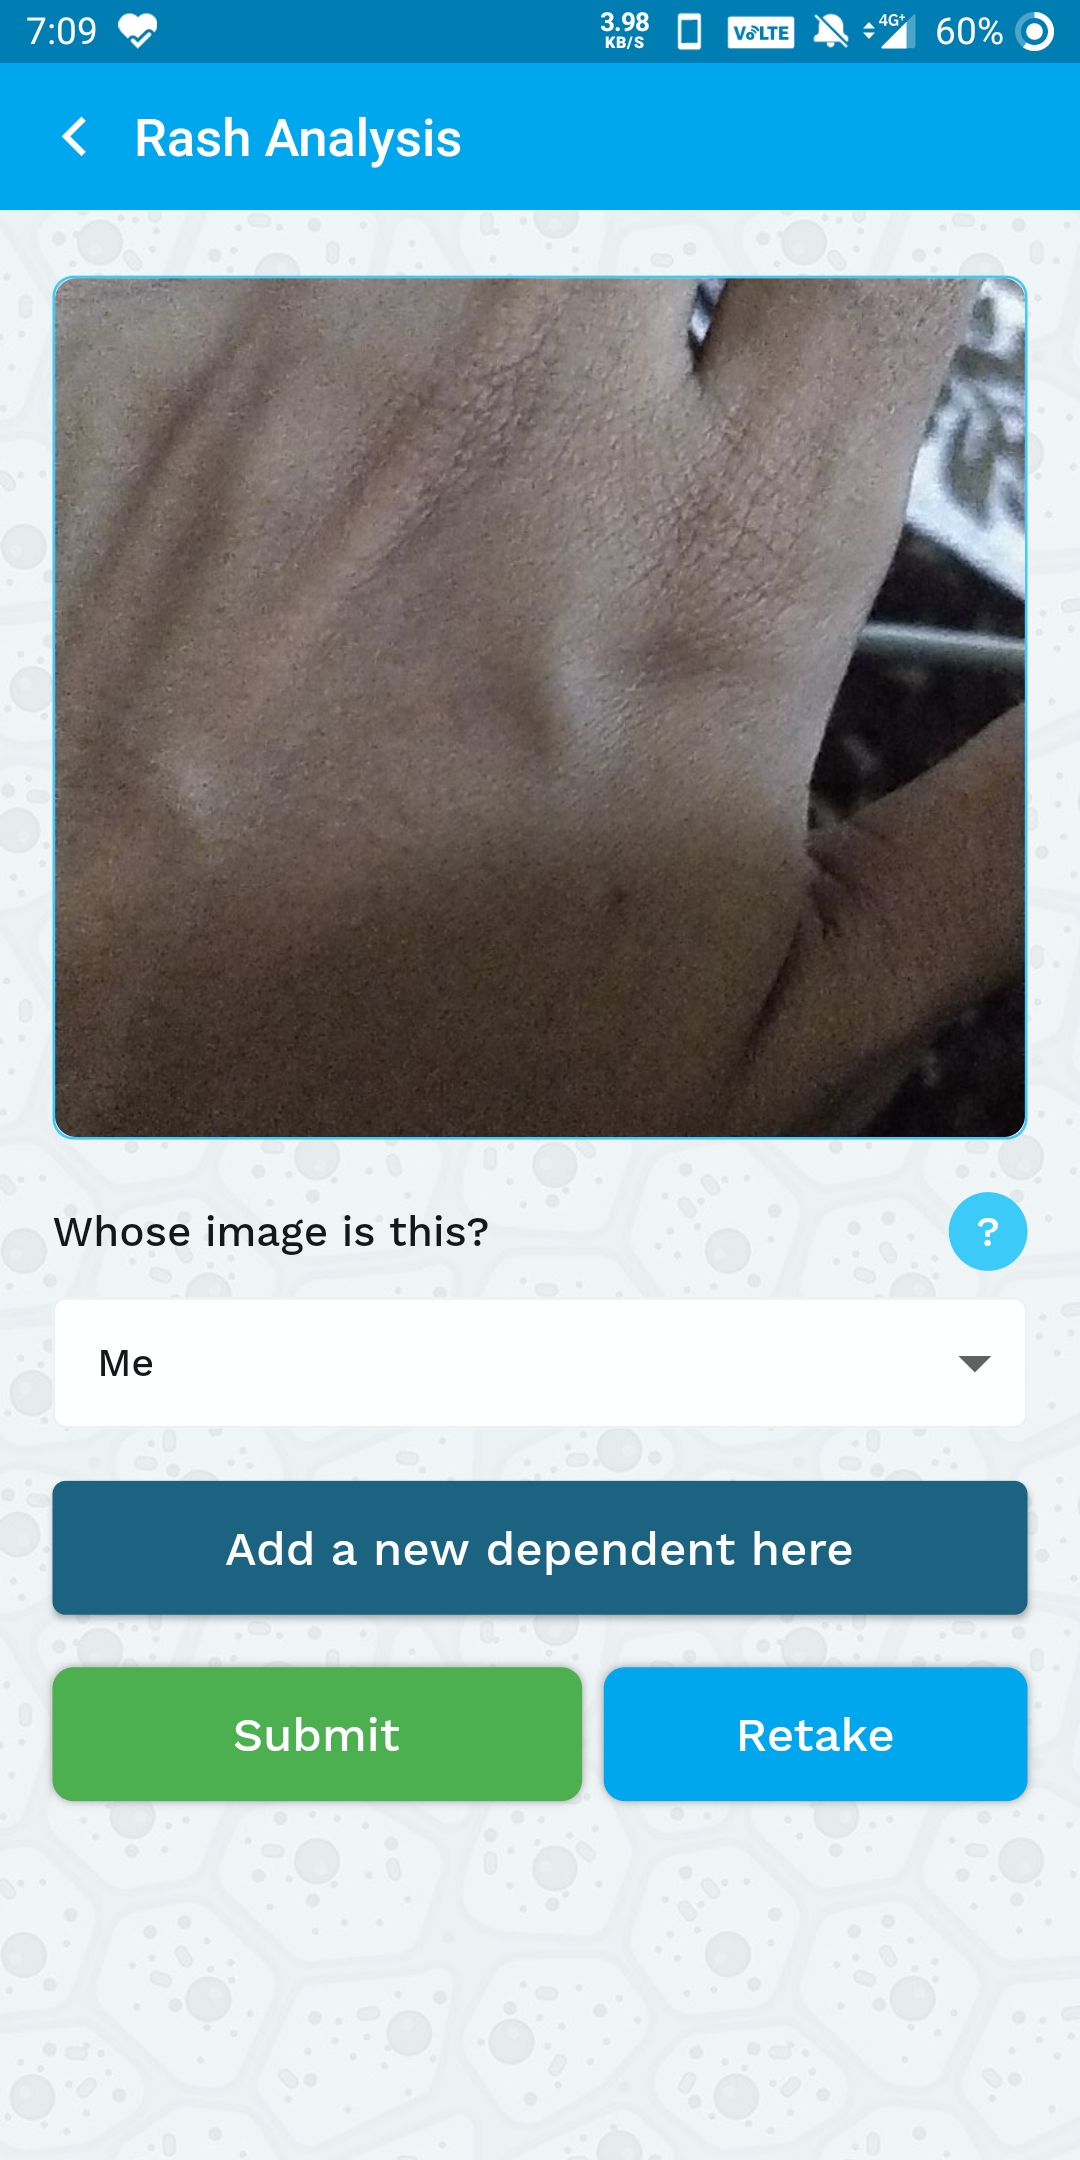 7:09 3.98 KB/S VoLTE 4G+ 60%
Rash Analysis
Whose image is this? ?
Me
Add a new dependent here
Submit Retake